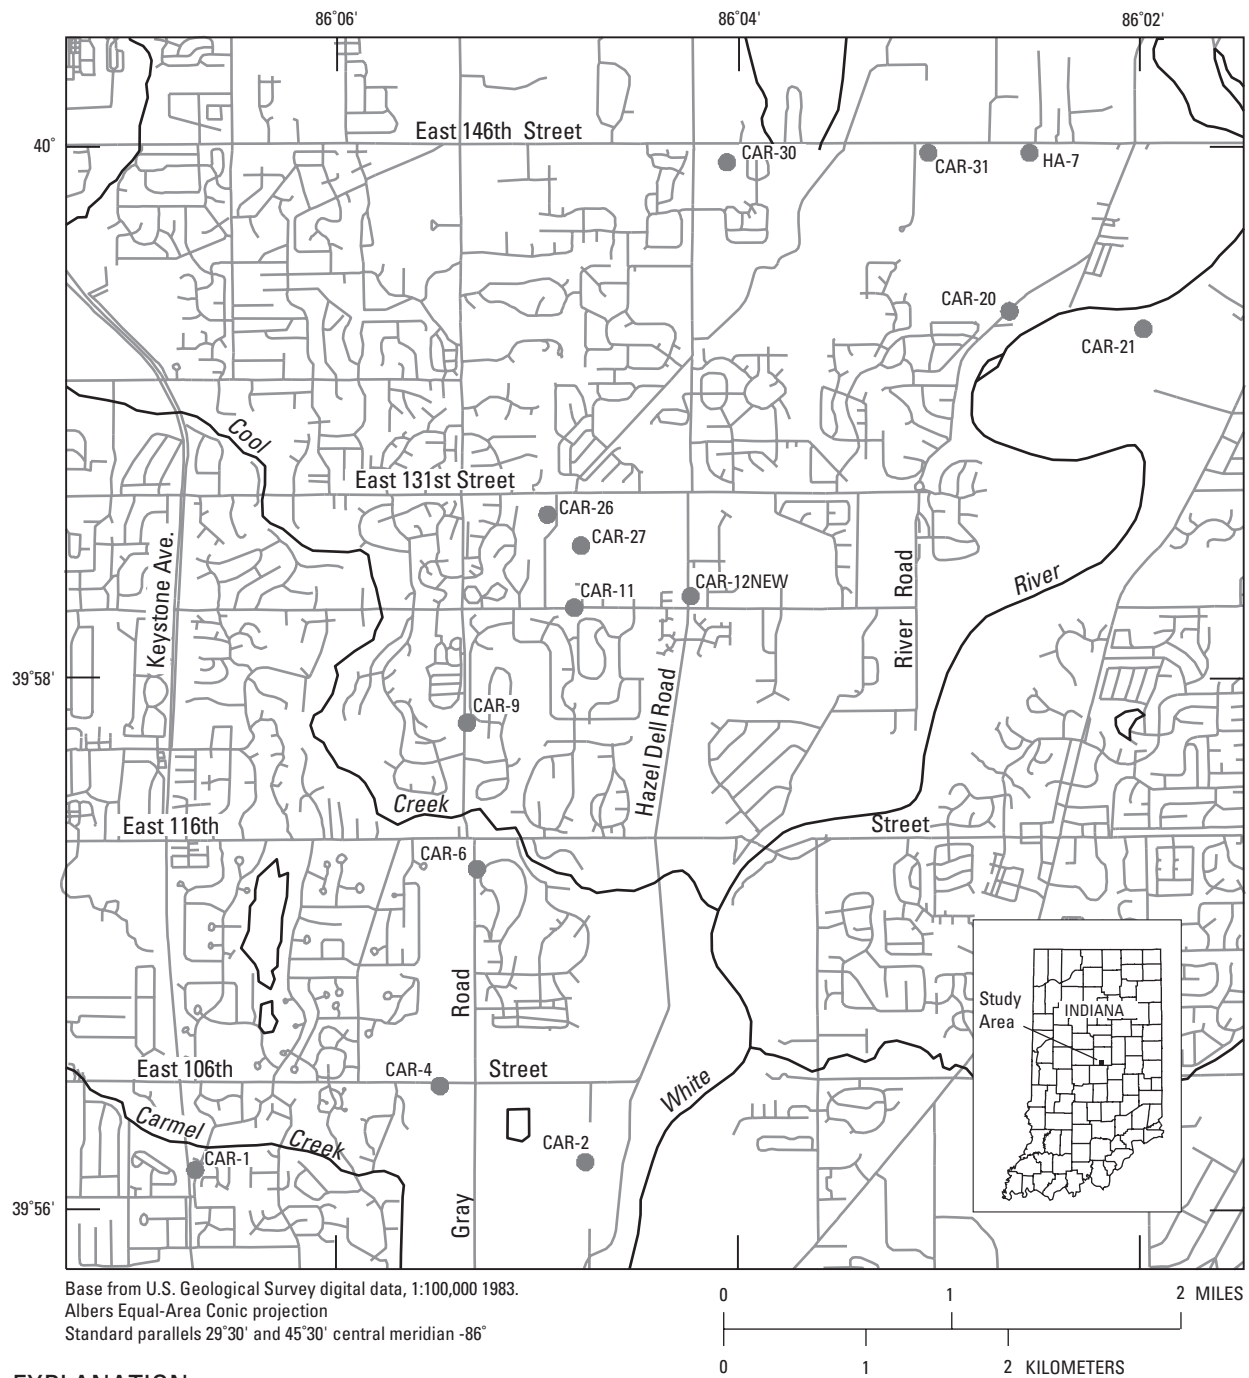 86°06' 86°04' 86°02'
East 146th Street
40°
CAR-30
CAR-31
HA-7
CAR-20
CAR-21
Cool
East 131st Street
CAR-26
CAR-27
CAR-11
CAR-12NEW
Keystone Ave.
River Road
River
39°58'
CAR-9
Hazel Dell Road
Creek
East 116th Street
CAR-6
Study
Area
INDIANA
Gray Road
East 106th Street
CAR-4
White
Carmel Creek
CAR-1
CAR-2
39°56'
Base from U.S. Geological Survey digital data, 1:100,000 1983.
Albers Equal-Area Conic projection
Standard parallels 29°30' and 45°30' central meridian -86°
0 1 2 MILES
0 1 2 KILOMETERS